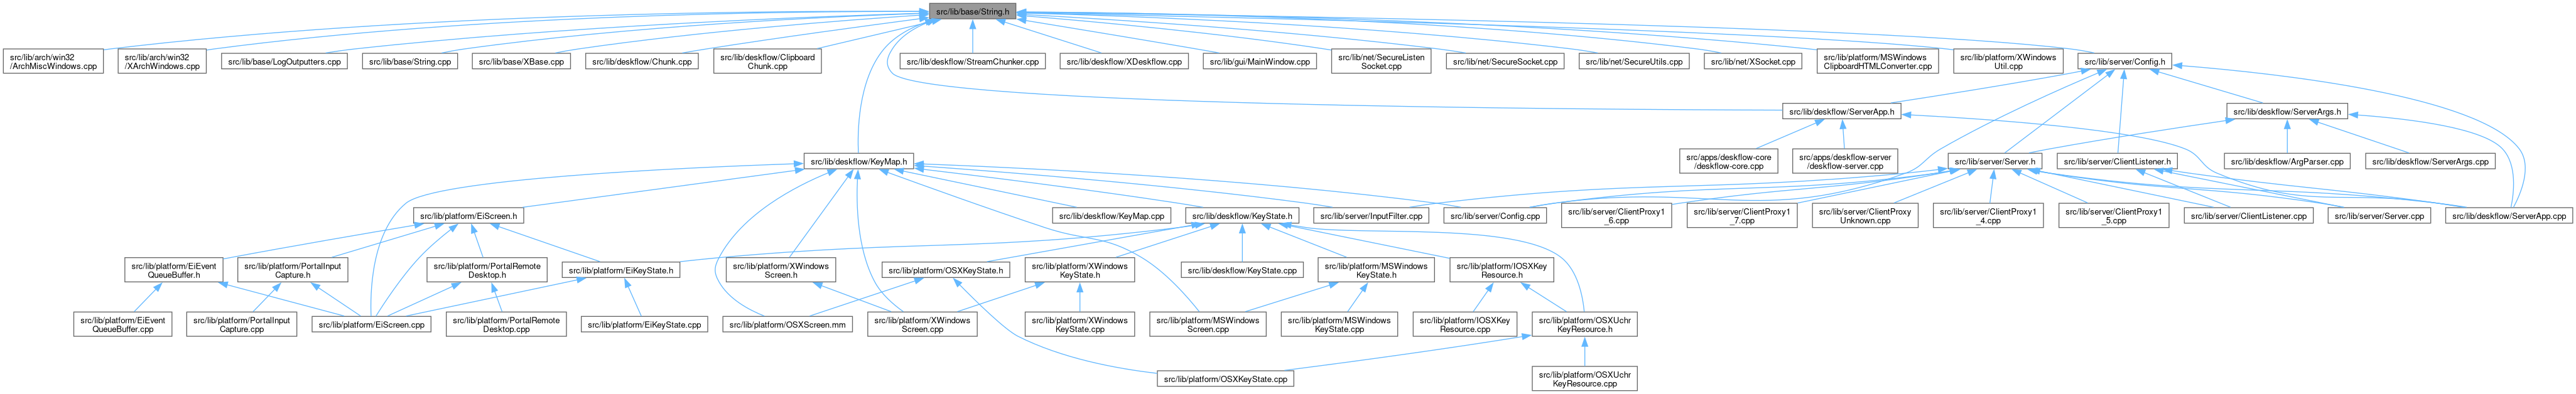 src/lib/base/String.h
src/lib/arch/win32
/ArchMiscWindows.cpp
src/lib/arch/win32
/XArchWindows.cpp
src/lib/base/LogOutputters.cpp
src/lib/base/String.cpp
src/lib/base/XBase.cpp
src/lib/deskflow/Chunk.cpp
src/lib/deskflow/Clipboard
Chunk.cpp
src/lib/deskflow/StreamChunker.cpp
src/lib/deskflow/XDeskflow.cpp
src/lib/gui/MainWindow.cpp
src/lib/net/SecureListen
Socket.cpp
src/lib/net/SecureSocket.cpp
src/lib/net/SecureUtils.cpp
src/lib/net/XSocket.cpp
src/lib/platform/MSWindows
ClipboardHTMLConverter.cpp
src/lib/platform/XWindows
Util.cpp
src/lib/server/Config.h
src/lib/deskflow/ServerApp.h
src/lib/deskflow/ServerArgs.h
src/lib/deskflow/KeyMap.h
src/apps/deskflow-core
/deskflow-core.cpp
src/apps/deskflow-server
/deskflow-server.cpp
src/lib/server/Server.h
src/lib/server/ClientListener.h
src/lib/deskflow/ArgParser.cpp
src/lib/deskflow/ServerArgs.cpp
src/lib/platform/EiScreen.h
src/lib/deskflow/KeyMap.cpp
src/lib/deskflow/KeyState.h
src/lib/server/InputFilter.cpp
src/lib/server/Config.cpp
src/lib/server/ClientProxy1
_6.cpp
src/lib/server/ClientProxy1
_7.cpp
src/lib/server/ClientProxy
Unknown.cpp
src/lib/server/ClientProxy1
_4.cpp
src/lib/server/ClientProxy1
_5.cpp
src/lib/server/ClientListener.cpp
src/lib/server/Server.cpp
src/lib/deskflow/ServerApp.cpp
src/lib/platform/EiEvent
QueueBuffer.h
src/lib/platform/PortalInput
Capture.h
src/lib/platform/PortalRemote
Desktop.h
src/lib/platform/EiKeyState.h
src/lib/platform/XWindows
Screen.h
src/lib/platform/OSXKeyState.h
src/lib/platform/XWindows
KeyState.h
src/lib/deskflow/KeyState.cpp
src/lib/platform/MSWindows
KeyState.h
src/lib/platform/IOSXKey
Resource.h
src/lib/platform/EiEvent
QueueBuffer.cpp
src/lib/platform/PortalInput
Capture.cpp
src/lib/platform/EiScreen.cpp
src/lib/platform/PortalRemote
Desktop.cpp
src/lib/platform/EiKeyState.cpp
src/lib/platform/OSXScreen.mm
src/lib/platform/XWindows
Screen.cpp
src/lib/platform/XWindows
KeyState.cpp
src/lib/platform/MSWindows
Screen.cpp
src/lib/platform/MSWindows
KeyState.cpp
src/lib/platform/IOSXKey
Resource.cpp
src/lib/platform/OSXUchr
KeyResource.h
src/lib/platform/OSXKeyState.cpp
src/lib/platform/OSXUchr
KeyResource.cpp